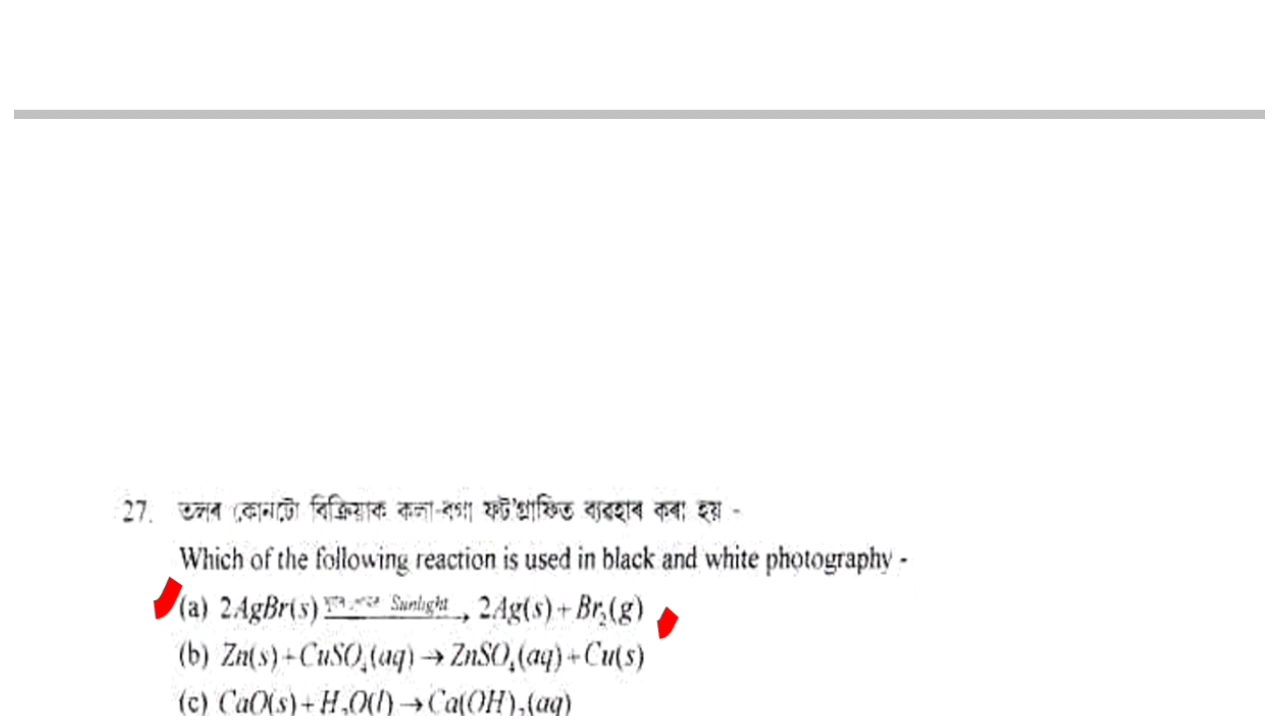 27. তলৰ কোনটো বিক্ৰিয়াক কলা-বগা ফট'গ্ৰাফিত ব্যৱহাৰ কৰা হয় -
Which of the following reaction is used in black and white photography -
(a) 2AgBr(s) Sunlight → 2Ag(s) + Br₂(g)
(b) Zn(s) + CuSO₄(aq) → ZnSO₄(aq) + Cu(s)
(c) CaO(s) + H₂O(l) → Ca(OH)₂(aq)